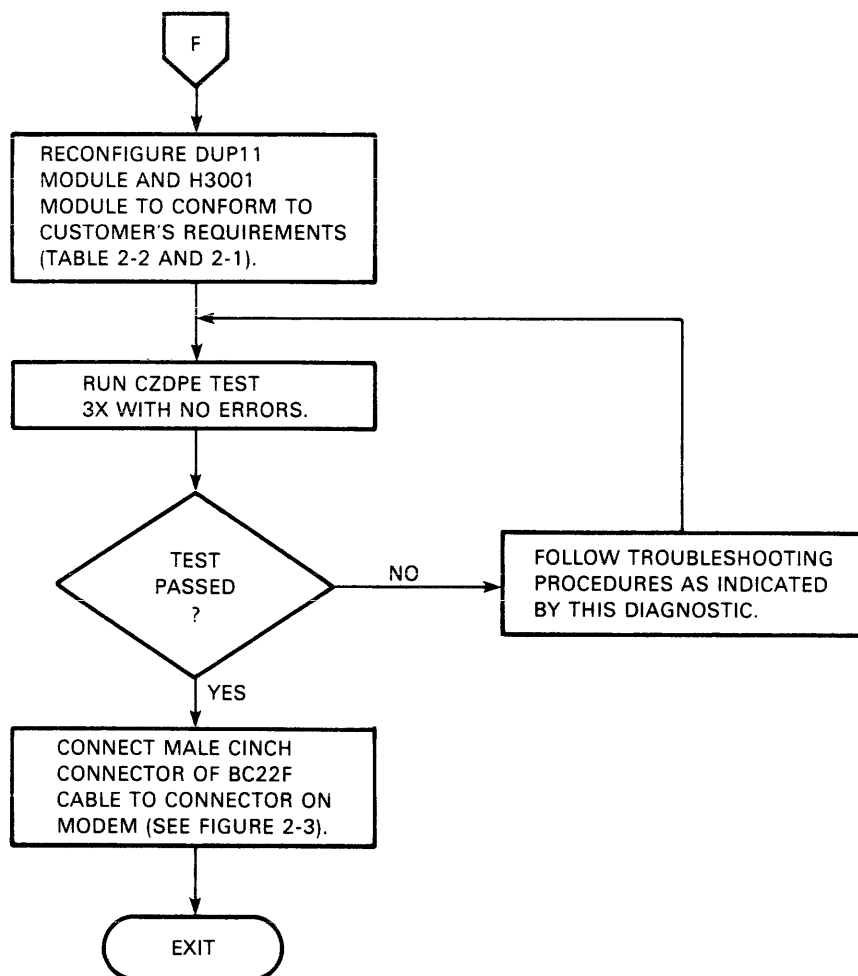 F
RECONFIGURE DUP11
MODULE AND H3001
MODULE TO CONFORM TO
CUSTOMER'S REQUIREMENTS
(TABLE 2-2 AND 2-1).
RUN CZDPE TEST
3X WITH NO ERRORS.
TEST
PASSED
?
NO
FOLLOW TROUBLESHOOTING
PROCEDURES AS INDICATED
BY THIS DIAGNOSTIC.
YES
CONNECT MALE CINCH
CONNECTOR OF BC22F
CABLE TO CONNECTOR ON
MODEM (SEE FIGURE 2-3).
EXIT